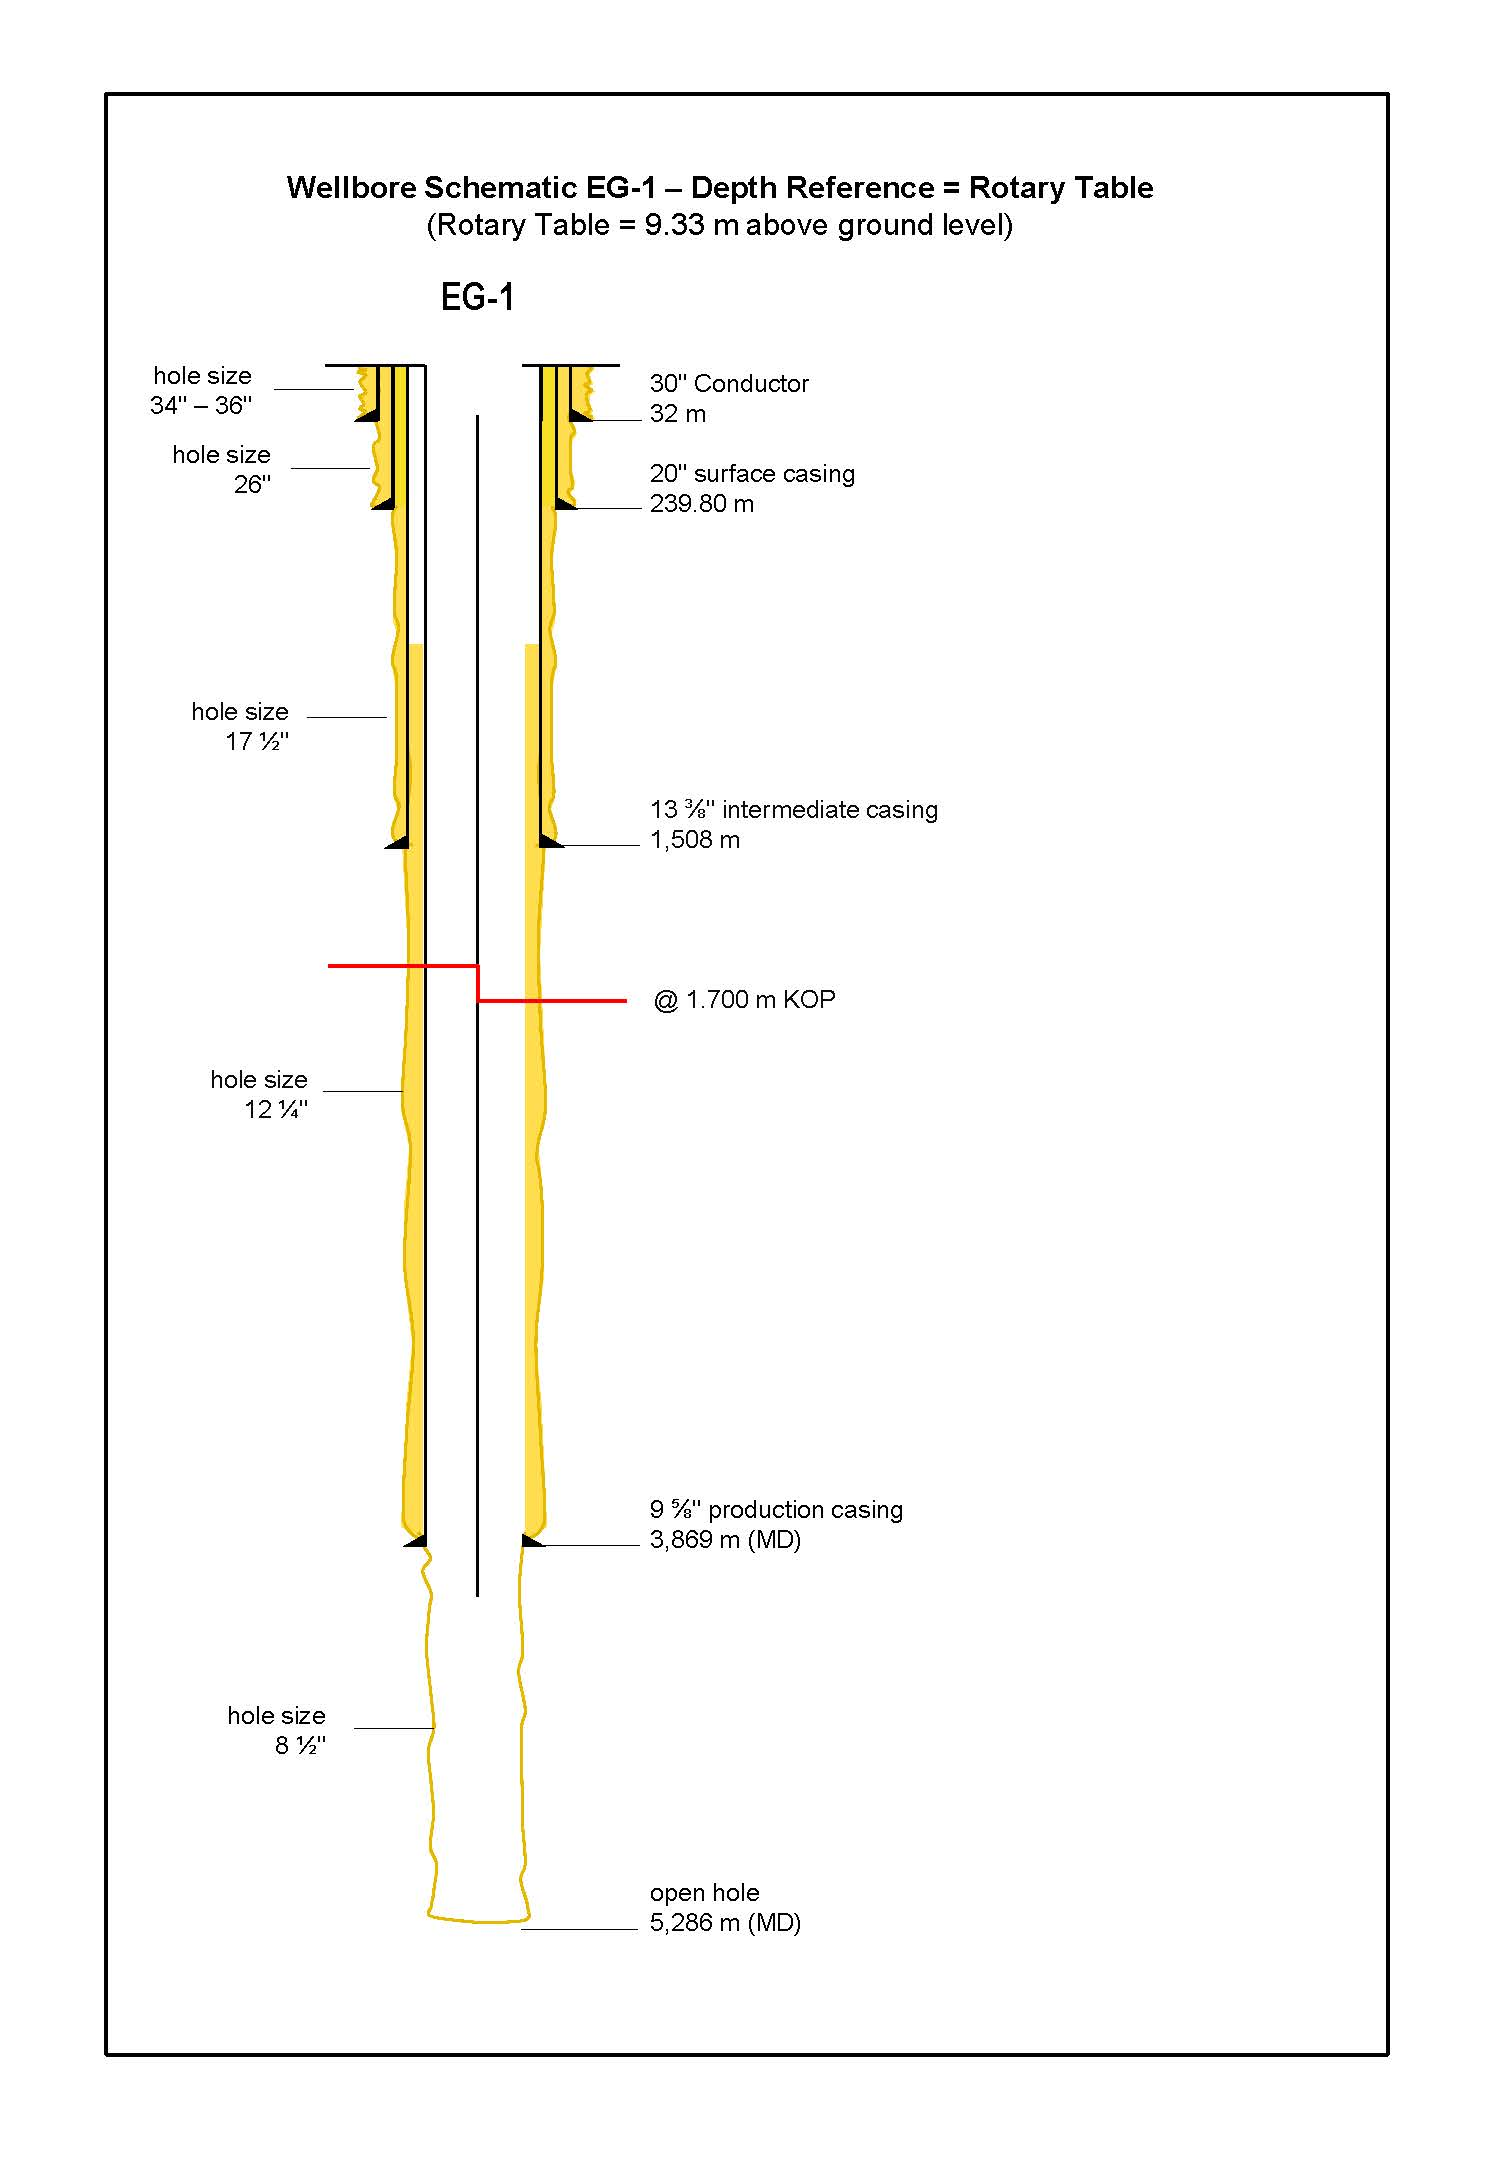 Wellbore Schematic EG-1 – Depth Reference = Rotary Table
(Rotary Table = 9.33 m above ground level)
EG-1
hole size
34" – 36"
30" Conductor
32 m
hole size
26"
20" surface casing
239.80 m
hole size
17 ½"
13 ⅜" intermediate casing
1,508 m
@ 1.700 m KOP
hole size
12 ¼"
9 ⅝" production casing
3,869 m (MD)
hole size
8 ½"
open hole
5,286 m (MD)